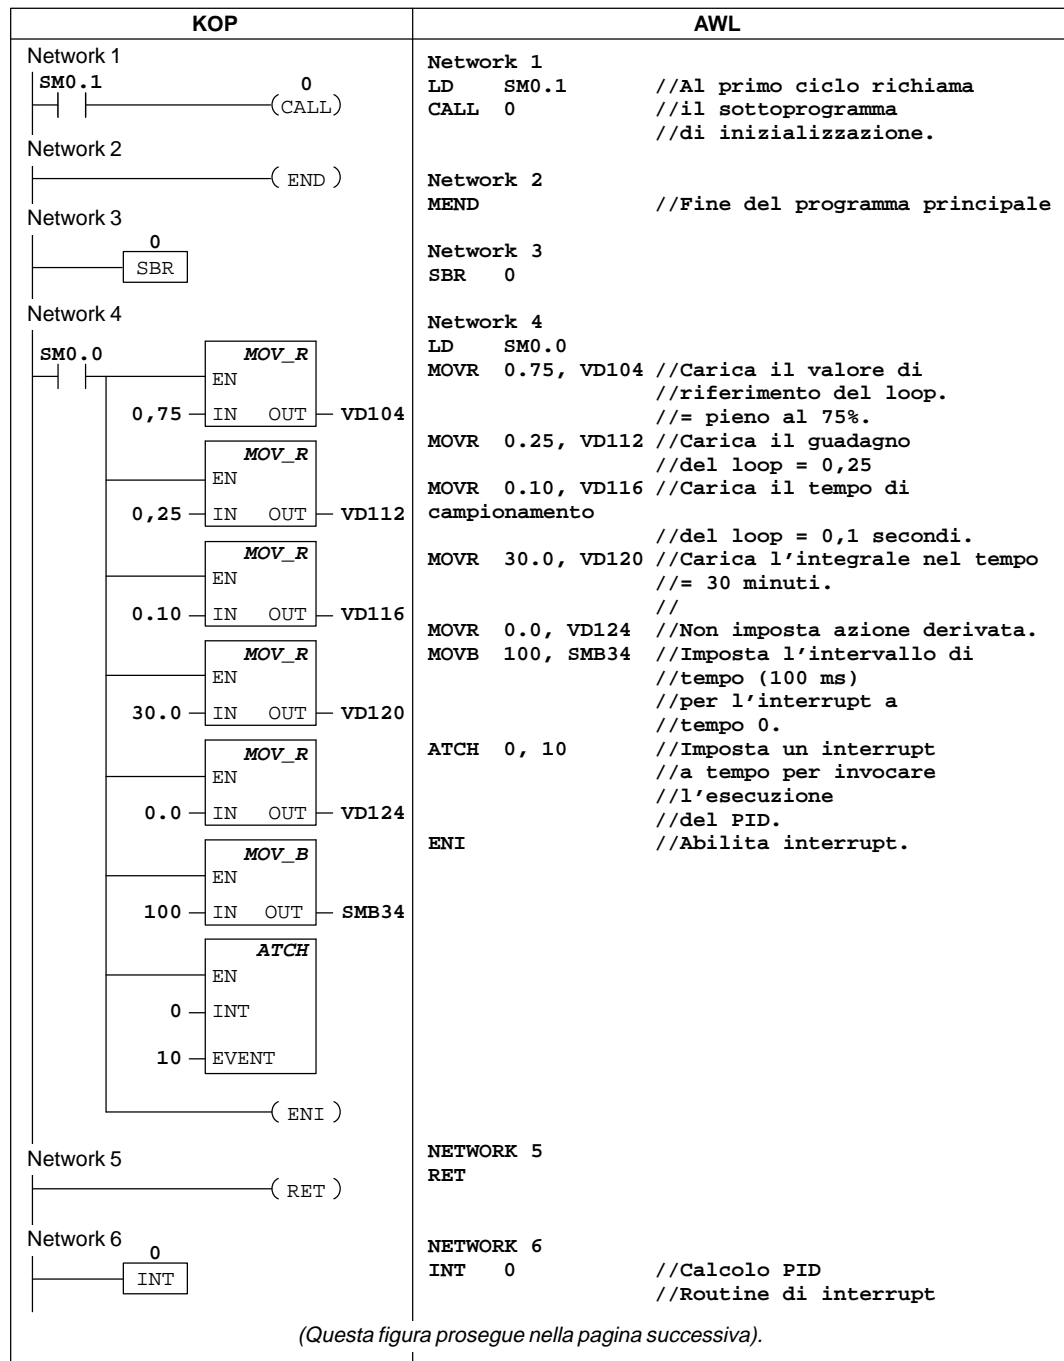 KOP
Network 1
SM0.1
0
(CALL)
Network 2
( END )
Network 3
0
SBR
Network 4
SM0.0
MOV_R
EN
0,75 IN OUT VD104
MOV_R
EN
0,25 IN OUT VD112
MOV_R
EN
0.10 IN OUT VD116
MOV_R
EN
30.0 IN OUT VD120
MOV_R
EN
0.0 IN OUT VD124
MOV_B
EN
100 IN OUT SMB34
ATCH
EN
0 INT
10 EVENT
( ENI )
Network 5
( RET )
Network 6
0
INT
AWL
Network 1
LD SM0.1 //Al primo ciclo richiama
CALL 0 //il sottoprogramma
//di inizializzazione.
Network 2
MEND //Fine del programma principale
Network 3
SBR 0
Network 4
LD SM0.0
MOVR 0.75, VD104 //Carica il valore di
//riferimento del loop.
//= pieno al 75%.
MOVR 0.25, VD112 //Carica il guadagno
//del loop = 0,25
MOVR 0.10, VD116 //Carica il tempo di
campionamento
//del loop = 0,1 secondi.
MOVR 30.0, VD120 //Carica l'integrale nel tempo
//= 30 minuti.
//
MOVR 0.0, VD124 //Non imposta azione derivata.
MOVB 100, SMB34 //Imposta l'intervallo di
//tempo (100 ms)
//per l'interrupt a
//tempo 0.
ATCH 0, 10 //Imposta un interrupt
//a tempo per invocare
//l'esecuzione
//del PID.
ENI //Abilita interrupt.
NETWORK 5
RET
NETWORK 6
INT 0 //Calcolo PID
//Routine di interrupt
(Questa figura prosegue nella pagina successiva).